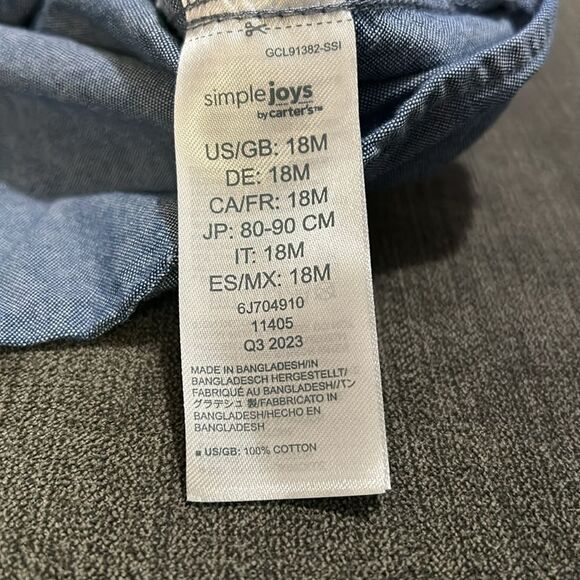 GCL91382-SSI
simple joys
by carter's™
US/GB: 18M
DE: 18M
CA/FR: 18M
JP: 80-90 CM
IT: 18M
ES/MX: 18M
6J704910
11405
Q3 2023
MADE IN BANGLADESH/IN
BANGLADESCH HERGESTELLT/
FABRIQUÉ AU BANGLADESH//バン
グラデシュ 製/FABBRICATO IN
BANGLADESH/HECHO EN
BANGLADESH
■ US/GB: 100% COTTON